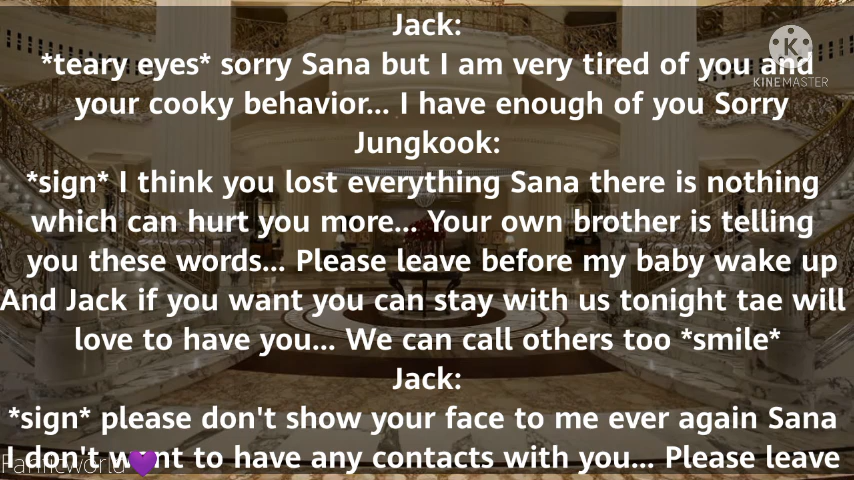 Jack:
*teary eyes* sorry Sana but I am very tired of you and
your cooky behavior... I have enough of you Sorry
Jungkook:
*sign* I think you lost everything Sana there is nothing
which can hurt you more... Your own brother is telling
you these words... Please leave before my baby wake up
And Jack if you want you can stay with us tonight tae will
love to have you... We can call others too *smile*
Jack:
*sign* please don't show your face to me ever again Sana
I don't want to have any contacts with you... Please leave
K
KINEMASTER
Fanficworld💜